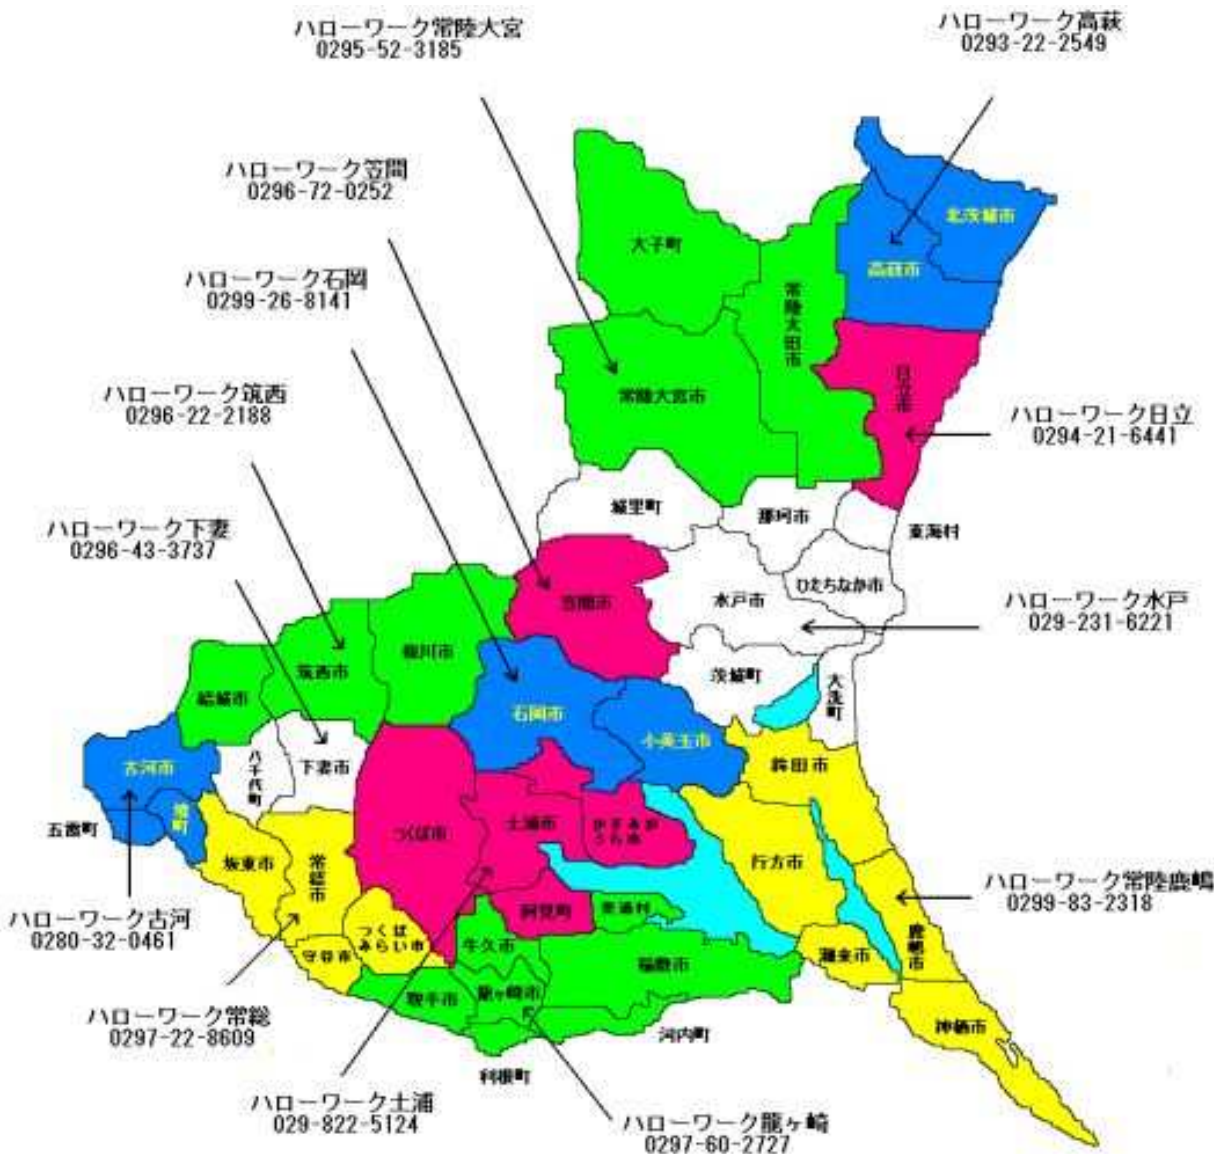 ハローワーク常陸大宮
0295-52-3185
ハローワーク高萩
0293-22-2549
ハローワーク笠間
0296-72-0252
ハローワーク石岡
0299-26-8141
ハローワーク筑西
0296-22-2188
ハローワーク下妻
0296-43-3737
ハローワーク日立
0294-21-6441
ハローワーク水戸
029-231-6221
ハローワーク常陸鹿嶋
0299-83-2318
ハローワーク古河
0280-32-0461
ハローワーク常総
0297-22-8609
ハローワーク土浦
029-822-5124
ハローワーク龍ヶ崎
0297-60-2727
北茨城市
高萩市
大子町
常陸太田市
常陸大宮市
日立市
城里町
那珂市
東海村
ひたちなか市
水戸市
笠間市
茨城町
大洗町
桜川市
筑西市
結城市
石岡市
小美玉市
鉾田市
古河市
八千代町
下妻市
境町
五霞町
坂東市
常総市
つくば市
土浦市
かすみが
うら市
行方市
阿見町
美浦村
つくば
みらい市
守谷市
牛久市
稲敷市
潮来市
鹿嶋市
取手市
龍ヶ崎市
神栖市
河内町
利根町